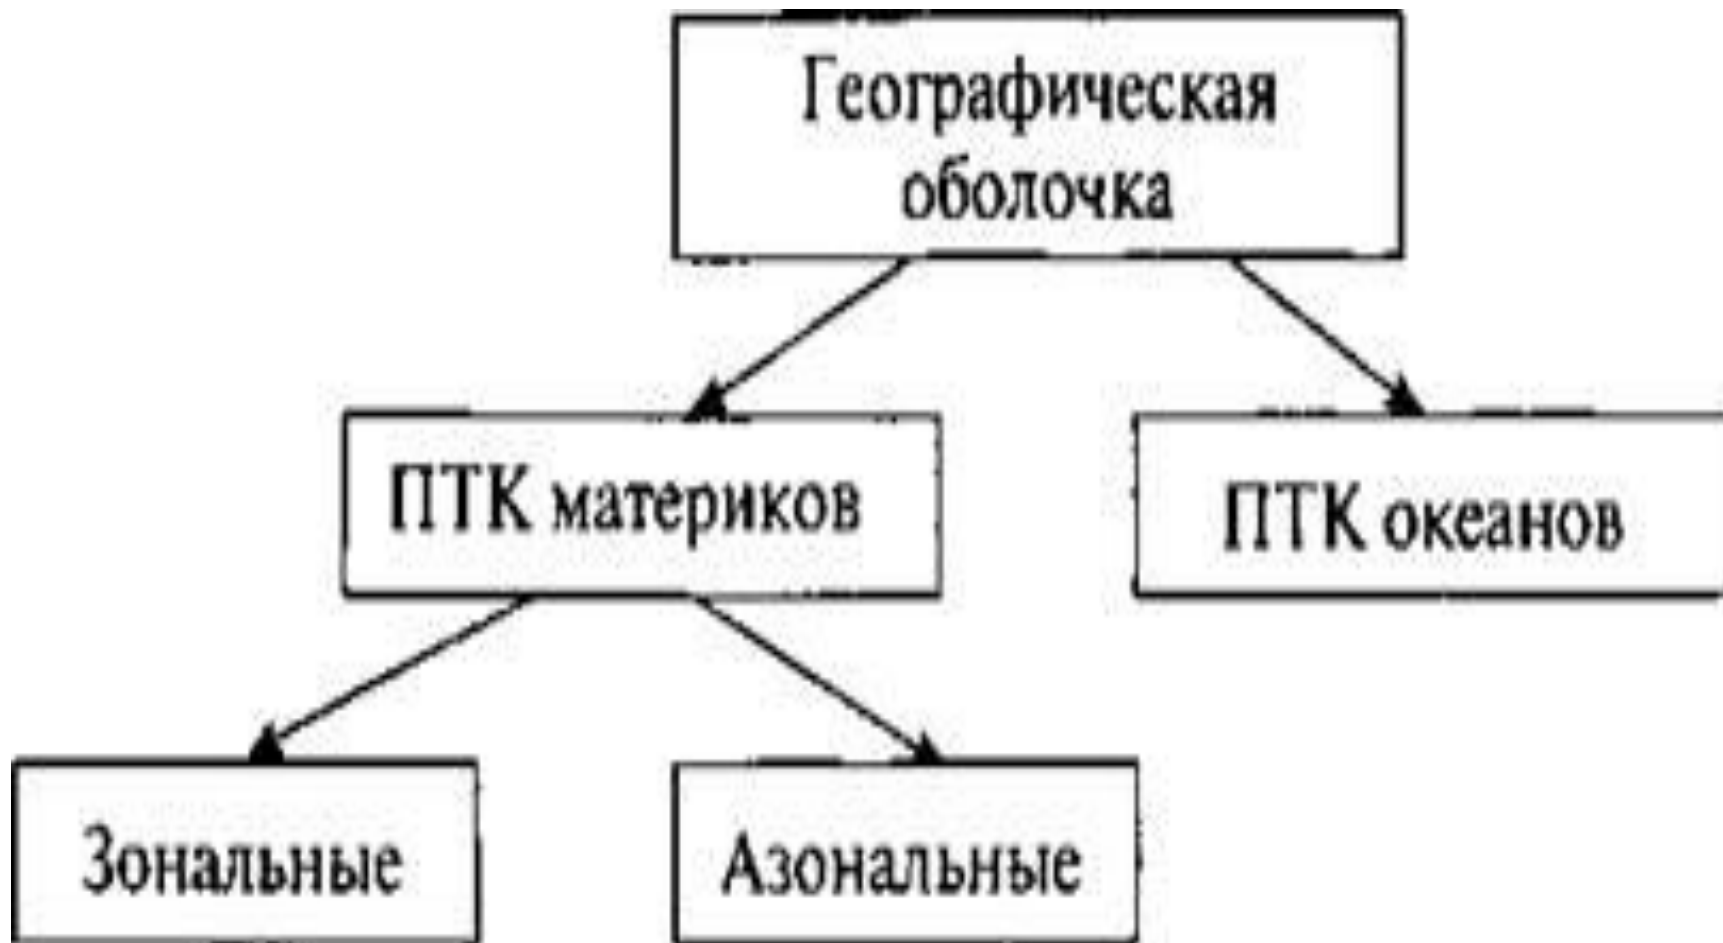 Географическая
оболочка
ПТК материков
ПТК океанов
Зональные
Азональные